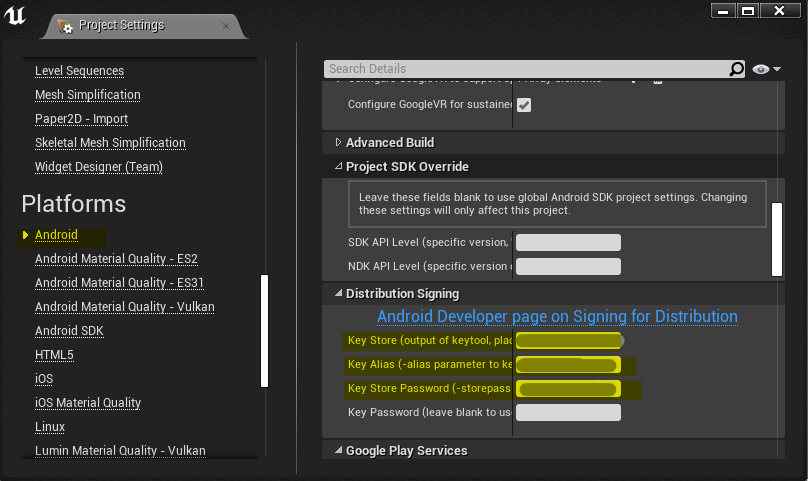 Project Settings
Level Sequences
Mesh Simplification
Paper2D - Import
Skeletal Mesh Simplification
Widget Designer (Team)
Platforms
Android
Android Material Quality - ES2
Android Material Quality - ES31
Android Material Quality - Vulkan
Android SDK
HTML5
iOS
iOS Material Quality
Linux
Lumin Material Quality - Vulkan
Search Details
Configure GoogleVR for sustained
Advanced Build
Project SDK Override
Leave these fields blank to use global Android SDK project settings. Changing
these settings will only affect this project.
SDK API Level (specific version,
NDK API Level (specific version
Distribution Signing
Android Developer page on Signing for Distribution
Key Store (output of keytool, plac
Key Alias (-alias parameter to ke
Key Store Password (-storepass
Key Password (leave blank to us
Google Play Services